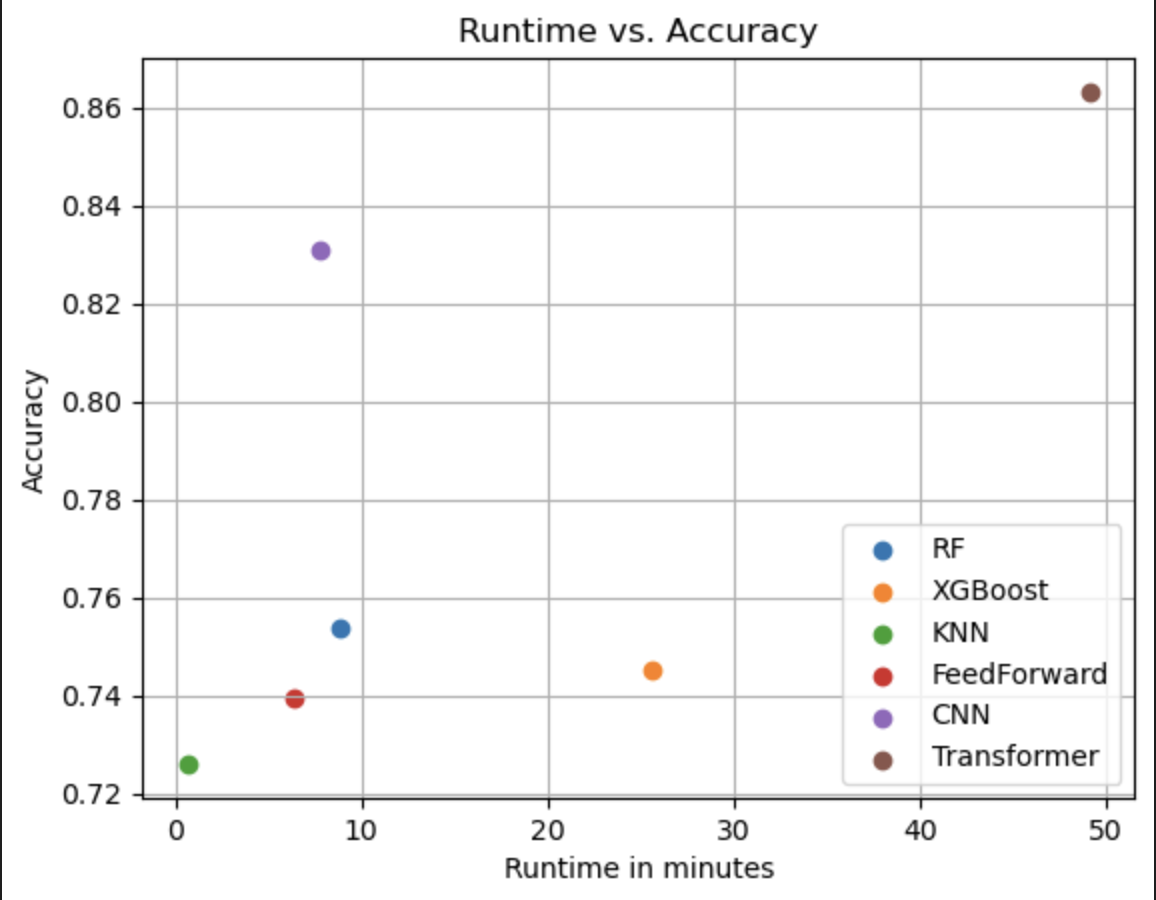 Runtime vs. Accuracy
0.86
0.84
0.82
0.80
0.78
0.76
0.74
0.72
Accuracy
RF
XGBoost
KNN
FeedForward
CNN
Transformer
0 10 20 30 40 50
Runtime in minutes